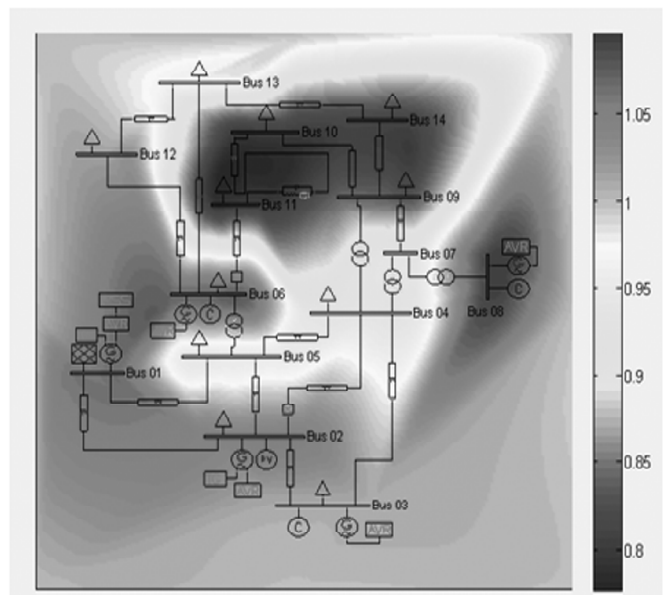 Bus 13
1.05
Bus 14
Bus 10
Bus 12
Bus 09
1
Bus 11
AVR
Bus 07
0.95
Bus 06
C
C
Bus 04
Bus 08
Bus 05
Bus 01
0.9
Bus 02
0.85
AVR
Bus 03
C
AVR
0.8